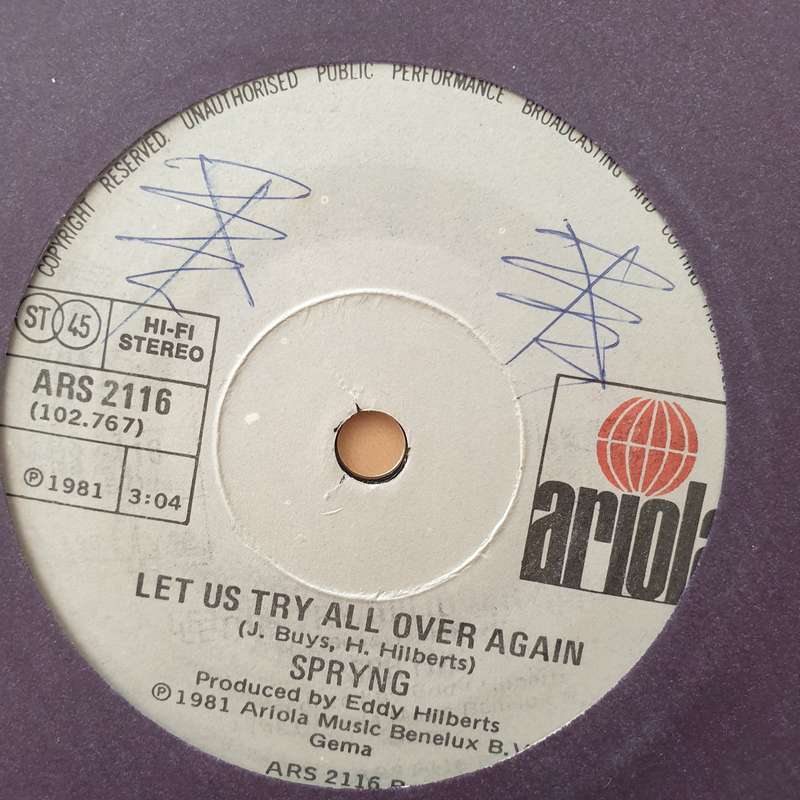 COPYRIGHT RESERVED. UNAUTHORISED PUBLIC PERFORMANCE BROADCASTING AND COPYING
ST 45
HI-FI
STEREO
ARS 2116
(102.767)
℗ 1981
3:04
ariola
LET US TRY ALL OVER AGAIN
(J. Buys, H. Hilberts)
SPRYNG
Produced by Eddy Hilberts
℗ 1981 Ariola Music Benelux B.V
Gema
ARS 2116 B